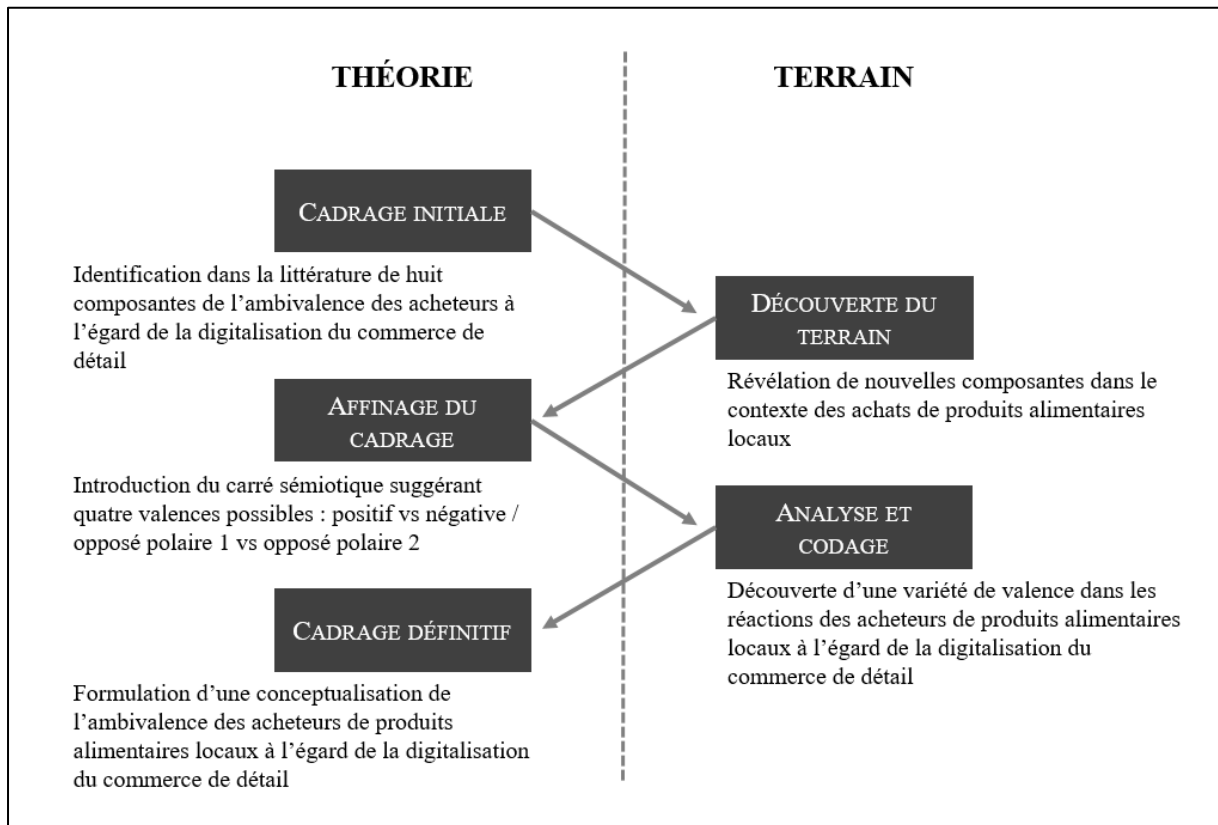 THÉORIE
TERRAIN
CADRAGE INITIALE
Identification dans la littérature de huit
composantes de l’ambivalence des acheteurs à
l’égard de la digitalisation du commerce de
détail
DÉCOUVERTE DU
TERRAIN
Révélation de nouvelles composantes dans le
contexte des achats de produits alimentaires
locaux
AFFINAGE DU
CADRAGE
Introduction du carré sémiotique suggérant
quatre valences possibles : positif vs négative /
opposé polaire 1 vs opposé polaire 2
ANALYSE ET
CODAGE
Découverte d’une variété de valence dans les
réactions des acheteurs de produits alimentaires
locaux à l’égard de la digitalisation du
commerce de détail
CADRAGE DÉFINITIF
Formulation d’une conceptualisation de
l’ambivalence des acheteurs de produits
alimentaires locaux à l’égard de la digitalisation
du commerce de détail